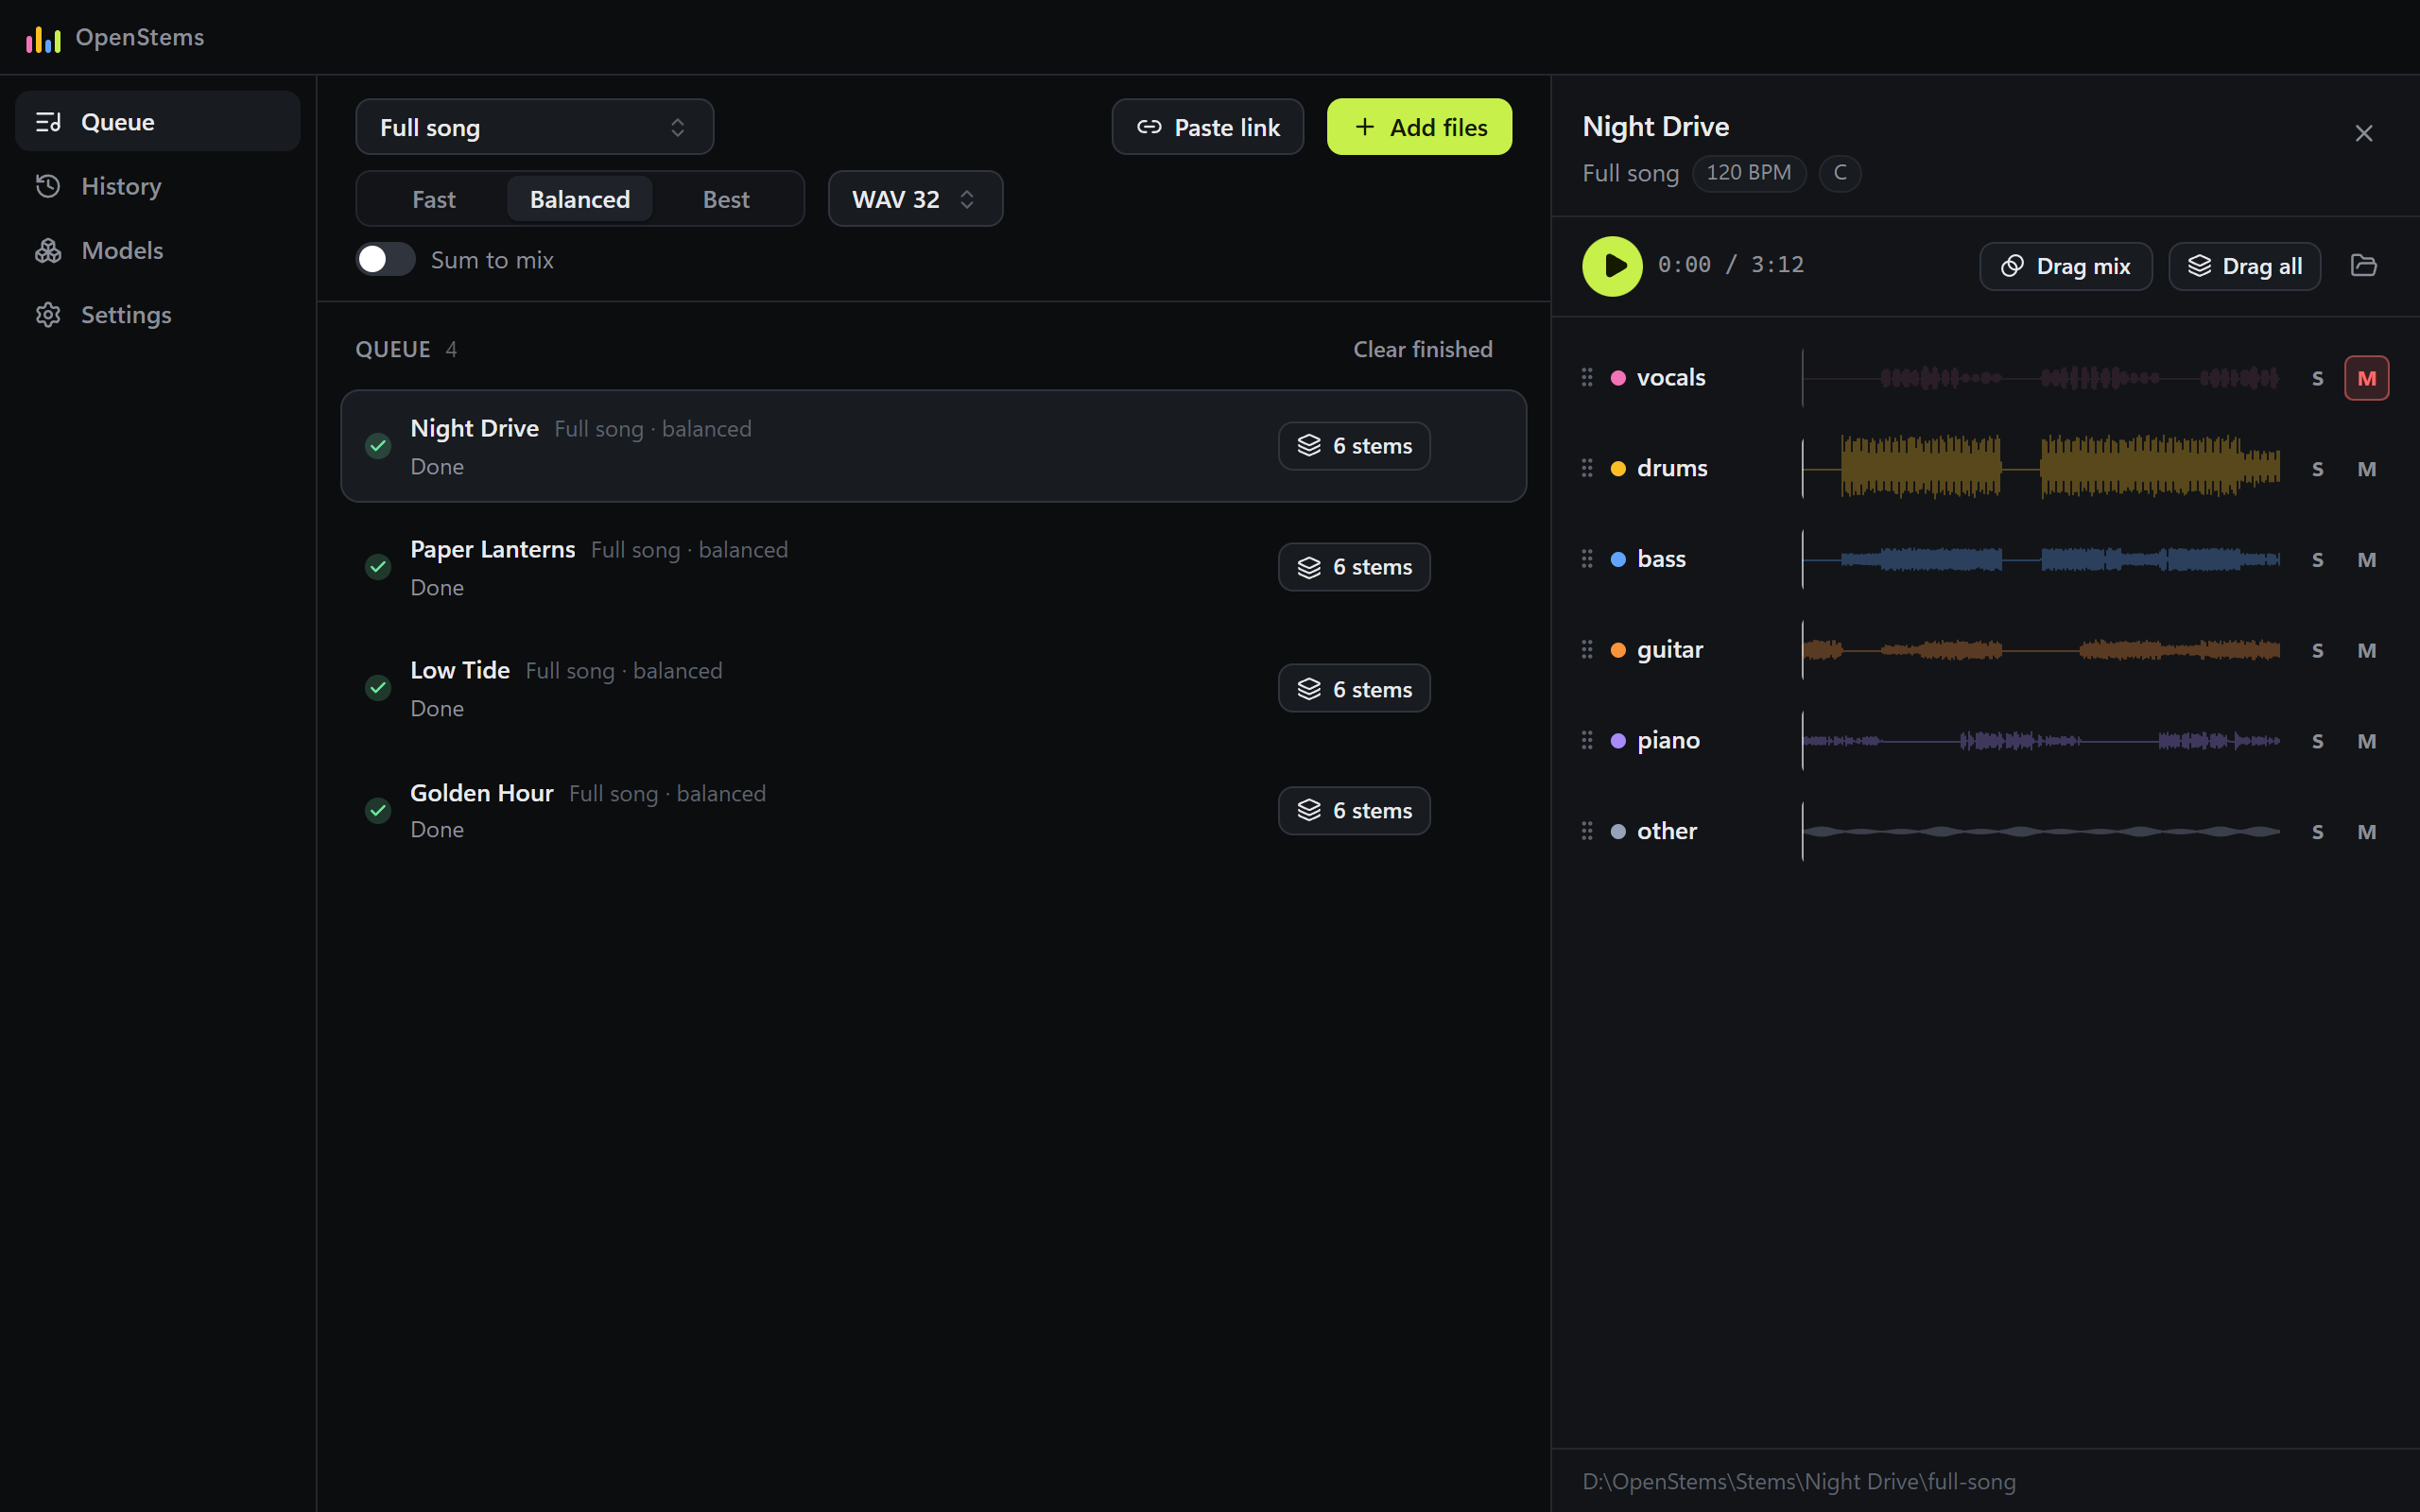 OpenStems
Queue
History
Models
Settings
Full song
Paste link
Add files
Fast
Balanced
Best
WAV 32
Sum to mix
QUEUE 4
Clear finished
Night Drive Full song · balanced
Done
6 stems
Paper Lanterns Full song · balanced
Done
6 stems
Low Tide Full song · balanced
Done
6 stems
Golden Hour Full song · balanced
Done
6 stems
Night Drive
Full song 120 BPM C
0:00 / 3:12
Drag mix
Drag all
vocals S M
drums S M
bass S M
guitar S M
piano S M
other S M
D:\OpenStems\Stems\Night Drive\full-song